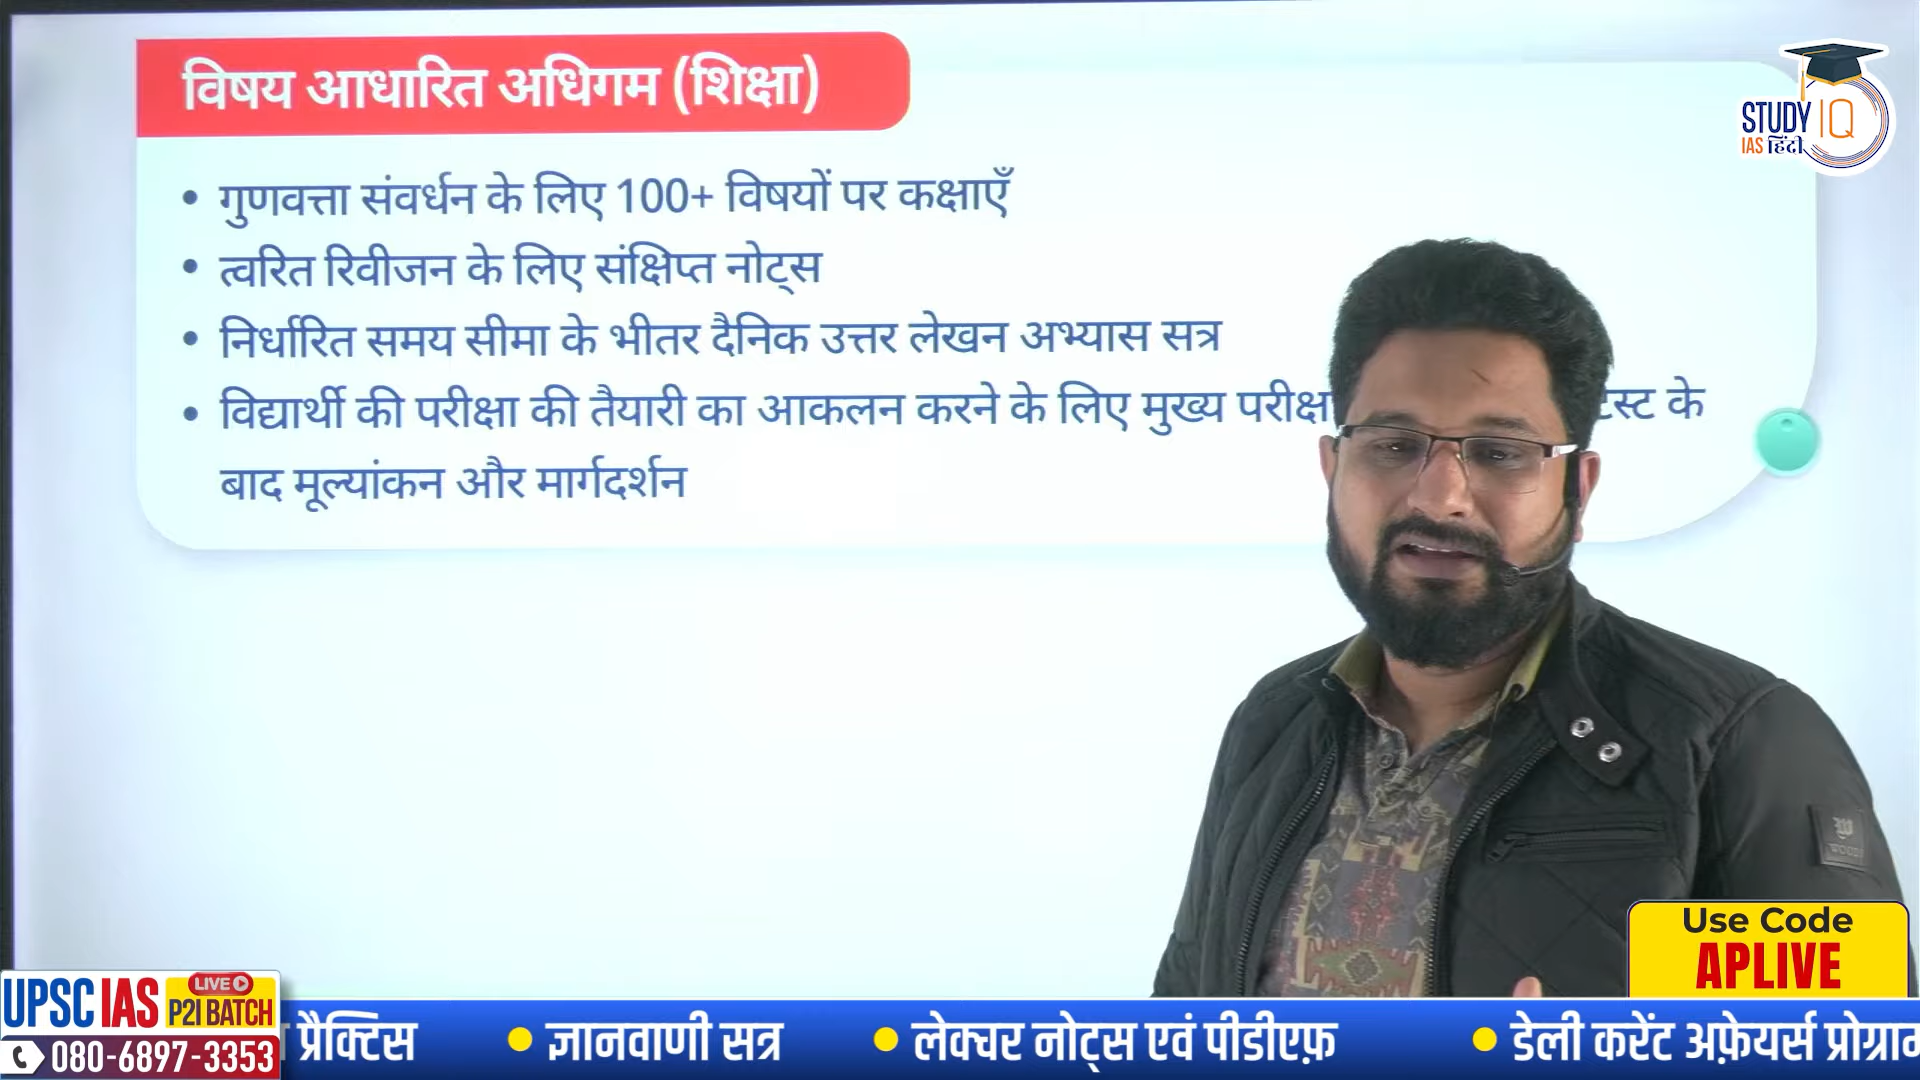 विषय आधारित अधिगम (शिक्षा)
STUDY IQ
IAS हिंदी
• गुणवत्ता संवर्धन के लिए 100+ विषयों पर कक्षाएँ
• त्वरित रिवीजन के लिए संक्षिप्त नोट्स
• निर्धारित समय सीमा के भीतर दैनिक उत्तर लेखन अभ्यास सत्र
• विद्यार्थी की परीक्षा की तैयारी का आकलन करने के लिए मुख्य के
बाद मूल्यांकन और मार्गदर्शन
WOODS
Use Code
APLIVE
UPSC IAS LIVE P2I BATCH
080-6897-3353
प्रैक्टिस • ज्ञानवाणी सत्र • लेक्चर नोट्स एवं पीडीएफ़ • डेली करेंट अफ़ेयर्स